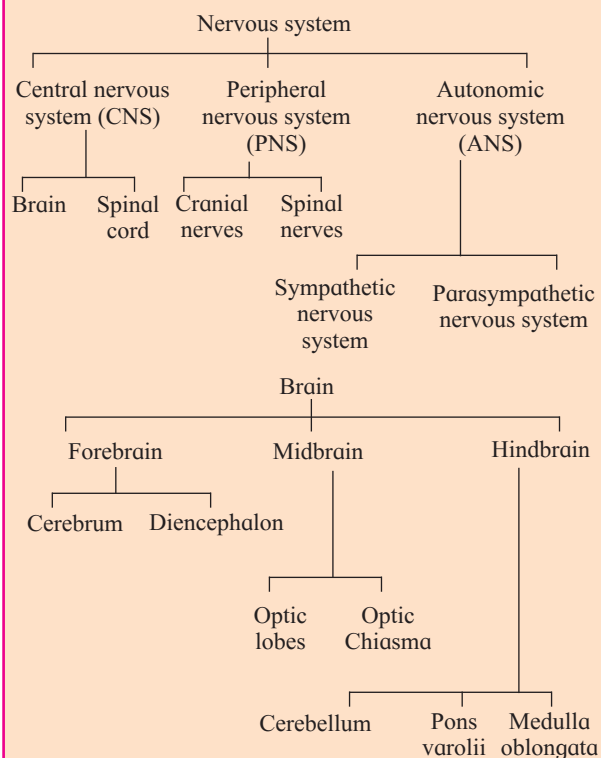 Nervous system
Central nervous
system (CNS)
Peripheral
nervous system
(PNS)
Autonomic
nervous system
(ANS)
Brain
Spinal
cord
Cranial
nerves
Spinal
nerves
Sympathetic
nervous
system
Parasympathetic
nervous system
Brain
Forebrain
Midbrain
Hindbrain
Cerebrum
Diencephalon
Optic
lobes
Optic
Chiasma
Cerebellum
Pons
varolii
Medulla
oblongata